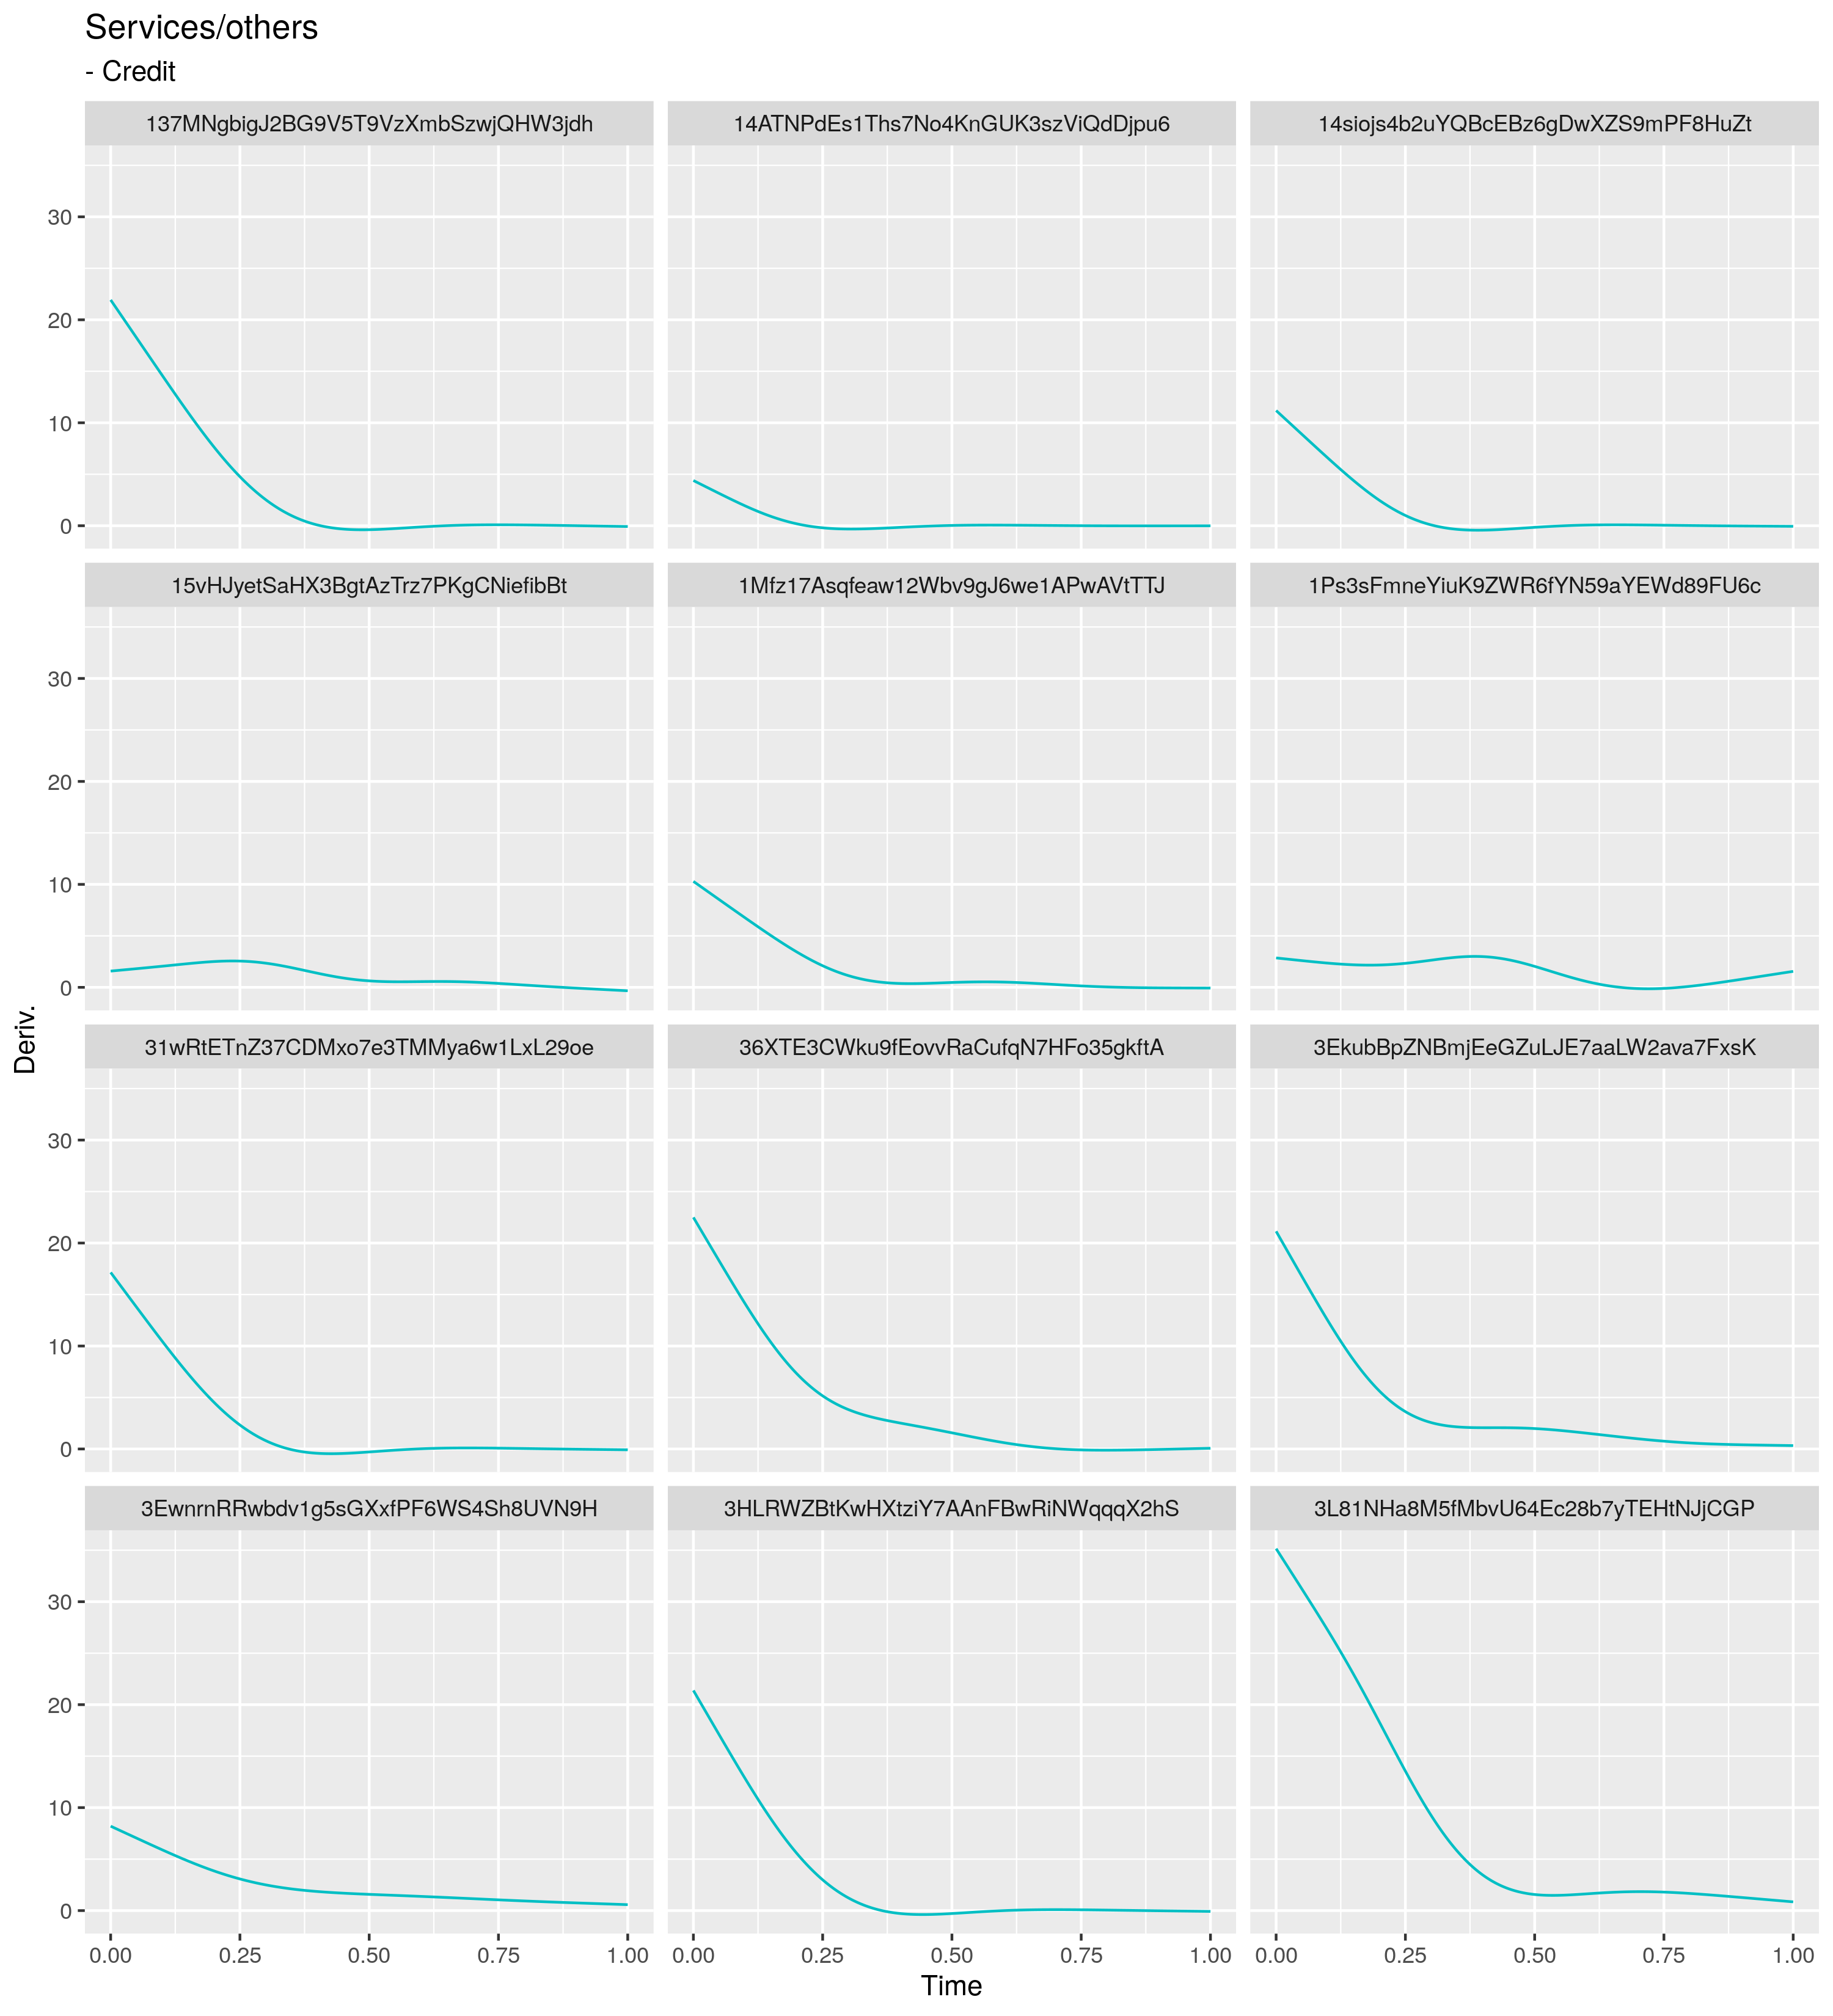 Services/others
- Credit
137MNgbigJ2BG9V5T9VzXmbSzwjQHW3jdh
14ATNPdEs1Ths7No4KnGUK3szViQdDjpu6
14siojs4b2uYQBcEBz6gDwXZS9mPF8HuZt
30
20
10
0
15vHJyetSaHX3BgtAzTrz7PKgCNiefibBt
1Mfz17Asqfeaw12Wbv9gJ6we1APwAVtTTJ
1Ps3sFmneYiuK9ZWR6fYN59aYEWd89FU6c
30
20
10
0
Deriv.
31wRtETnZ37CDMxo7e3TMMya6w1LxL29oe
36XTE3CWku9fEovvRaCufqN7HFo35gkftA
3EkubBpZNBmjEeGZuLJE7aaLW2ava7FxsK
30
20
10
0
3EwnrnRRwbdv1g5sGXxfPF6WS4Sh8UVN9H
3HLRWZBtKwHXtziY7AAnFBwRiNWqqqX2hS
3L81NHa8M5fMbvU64Ec28b7yTEHtNJjCGP
30
20
10
0
0.00 0.25 0.50 0.75 1.00
0.00 0.25 0.50 0.75 1.00
0.00 0.25 0.50 0.75 1.00
Time